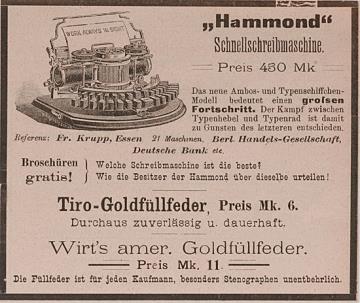 WORK ALWAYS IN SIGHT
„Hammond“
Schnellschreibmaschine.
Preis 450 Mk
Das neue Ambos- und Typenschiffchen-
Modell bedeutet einen großen
Fortschritt. Der Kampf zwischen
Typenhebel und Typenrad ist damit
zu Gunsten des letzteren entschieden.
Referenz: Fr. Krupp, Essen 21 Maschinen, Berl. Handels-Gesellschaft,
Deutsche Bank etc.
Broschüren gratis!
Welche Schreibmaschine ist die beste?
Wie die Besitzer der Hammond über dieselbe urteilen!
Tiro-Goldfüllfeder, Preis Mk. 6.
Durchaus zuverlässig u. dauerhaft.
Wirt's amer. Goldfüllfeder.
Preis Mk. 11.
Die Füllfeder ist für jeden Kaufmann, besonders Stenographen unentbehrlich.